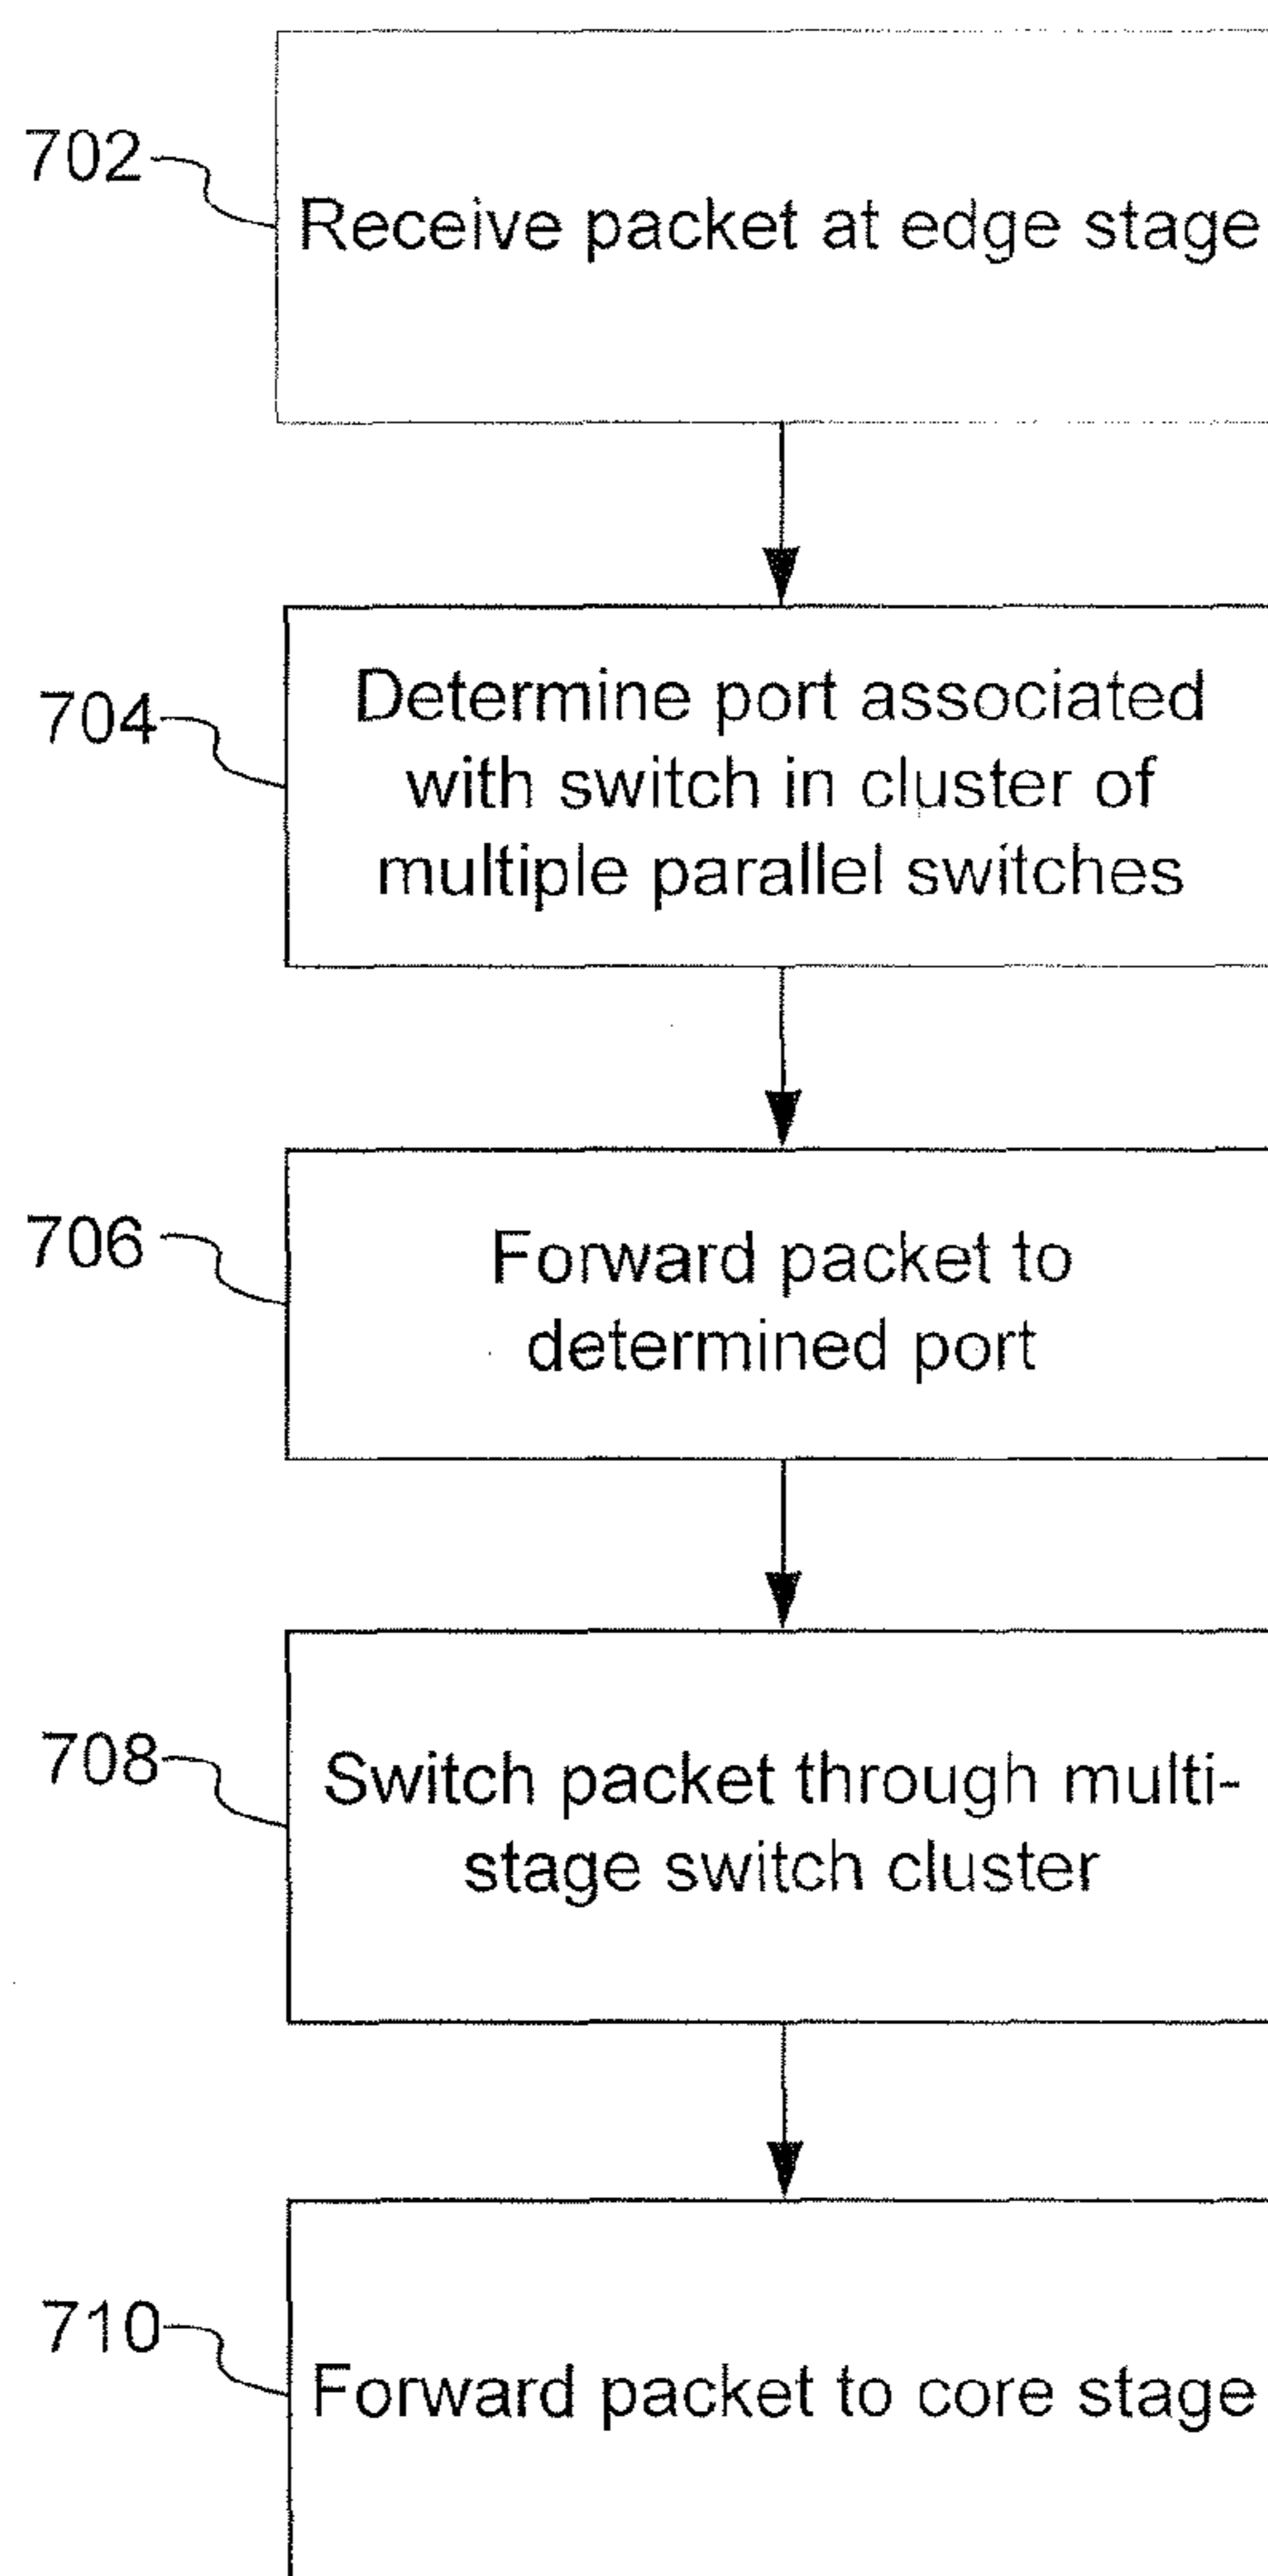 702
Receive packet at edge stage
704
Determine port associated
with switch in cluster of
multiple parallel switches
706
Forward packet to
determined port
708
Switch packet through multi-
stage switch cluster
710
Forward packet to core stage